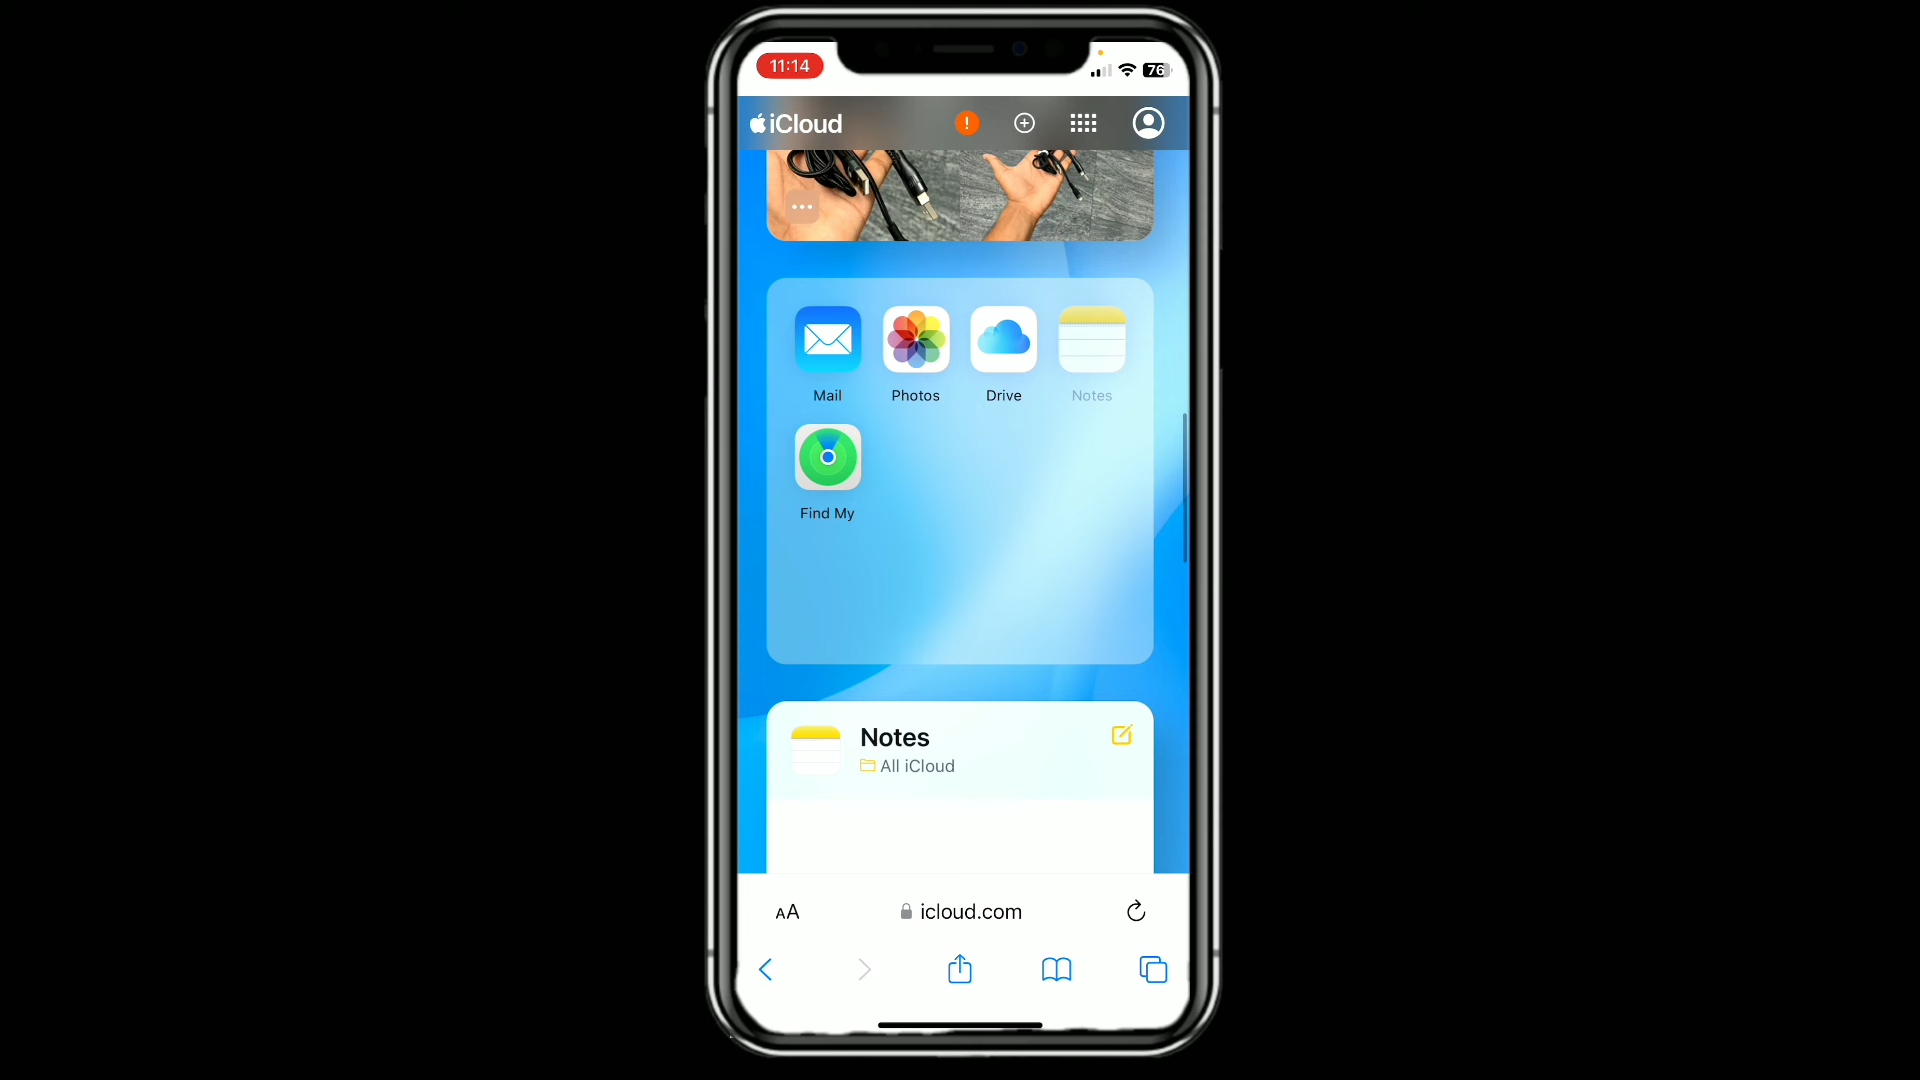 11:14
76
iCloud
Mail
Photos
Drive
Notes
Find My
Notes
All iCloud
AA
icloud.com